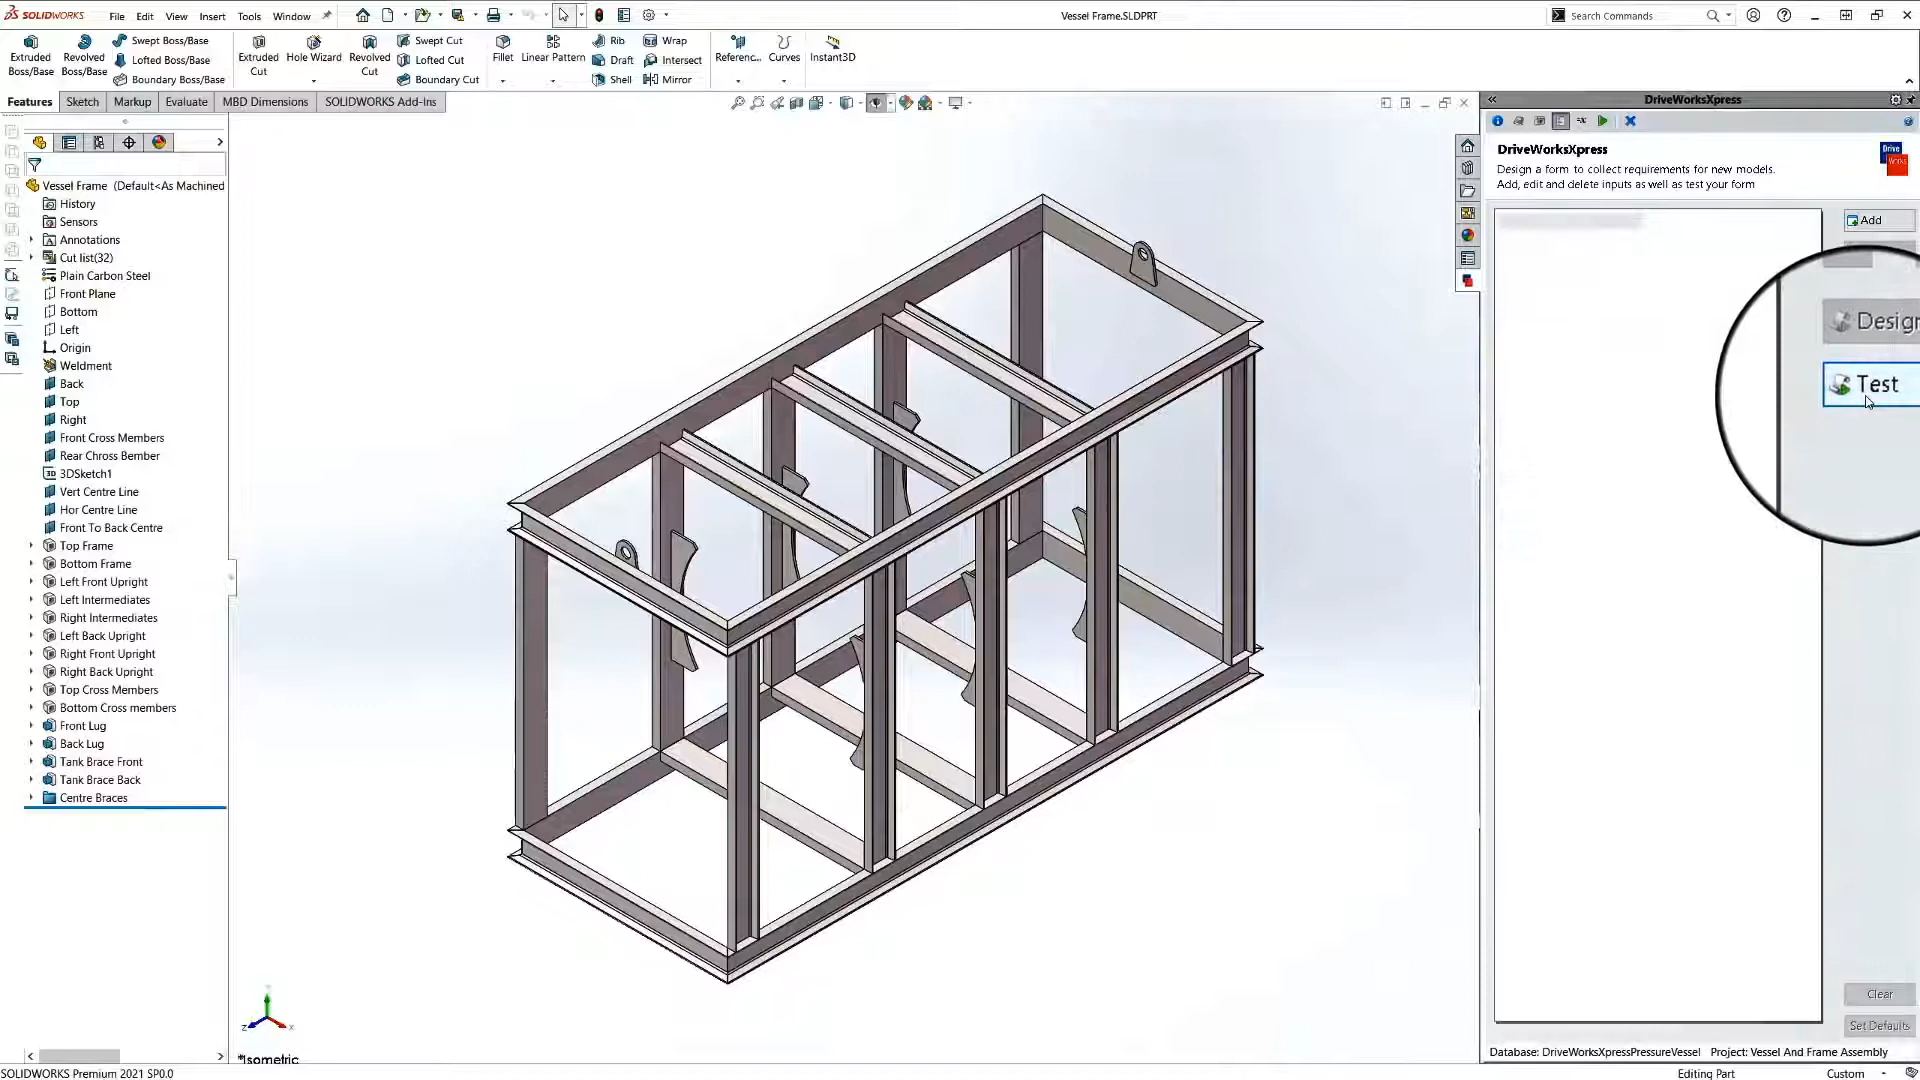 SOLIDWORKS File Edit View Insert Tools Window Vessel Frame.SLDPRT Search Commands
Extruded Boss/Base
Revolved Boss/Base
Swept Boss/Base
Lofted Boss/Base
Boundary Boss/Base
Extruded Cut
Hole Wizard
Revolved Cut
Swept Cut
Lofted Cut
Boundary Cut
Fillet
Linear Pattern
Rib
Draft
Shell
Wrap
Intersect
Mirror
Referenc...
Curves
Instant3D
Features Sketch Markup Evaluate MBD Dimensions SOLIDWORKS Add-Ins
Vessel Frame (Default<As Machined
History
Sensors
Annotations
Cut list(32)
Plain Carbon Steel
Front Plane
Bottom
Left
Origin
Weldment
Back
Top
Right
Front Cross Members
Rear Chross Bember
3DSketch1
Vert Centre Line
Hor Centre Line
Front To Back Centre
Top Frame
Bottom Frame
Left Front Upright
Left Intermediates
Right Intermediates
Left Back Upright
Right Front Upright
Right Back Upright
Top Cross Members
Bottom Cross members
Front Lug
Back Lug
Tank Brace Front
Tank Brace Back
Centre Braces
*Isometric
DriveWorksXpress
DriveWorksXpress
Design a form to collect requirements for new models.
Add, edit and delete inputs as well as test your form
Drive
Works
Add
Design
Test
Clear
Set Defaults
Database: DriveWorksXpressPressureVessel Project: Vessel And Frame Assembly
SOLIDWORKS Premium 2021 SP0.0 Editing Part Custom